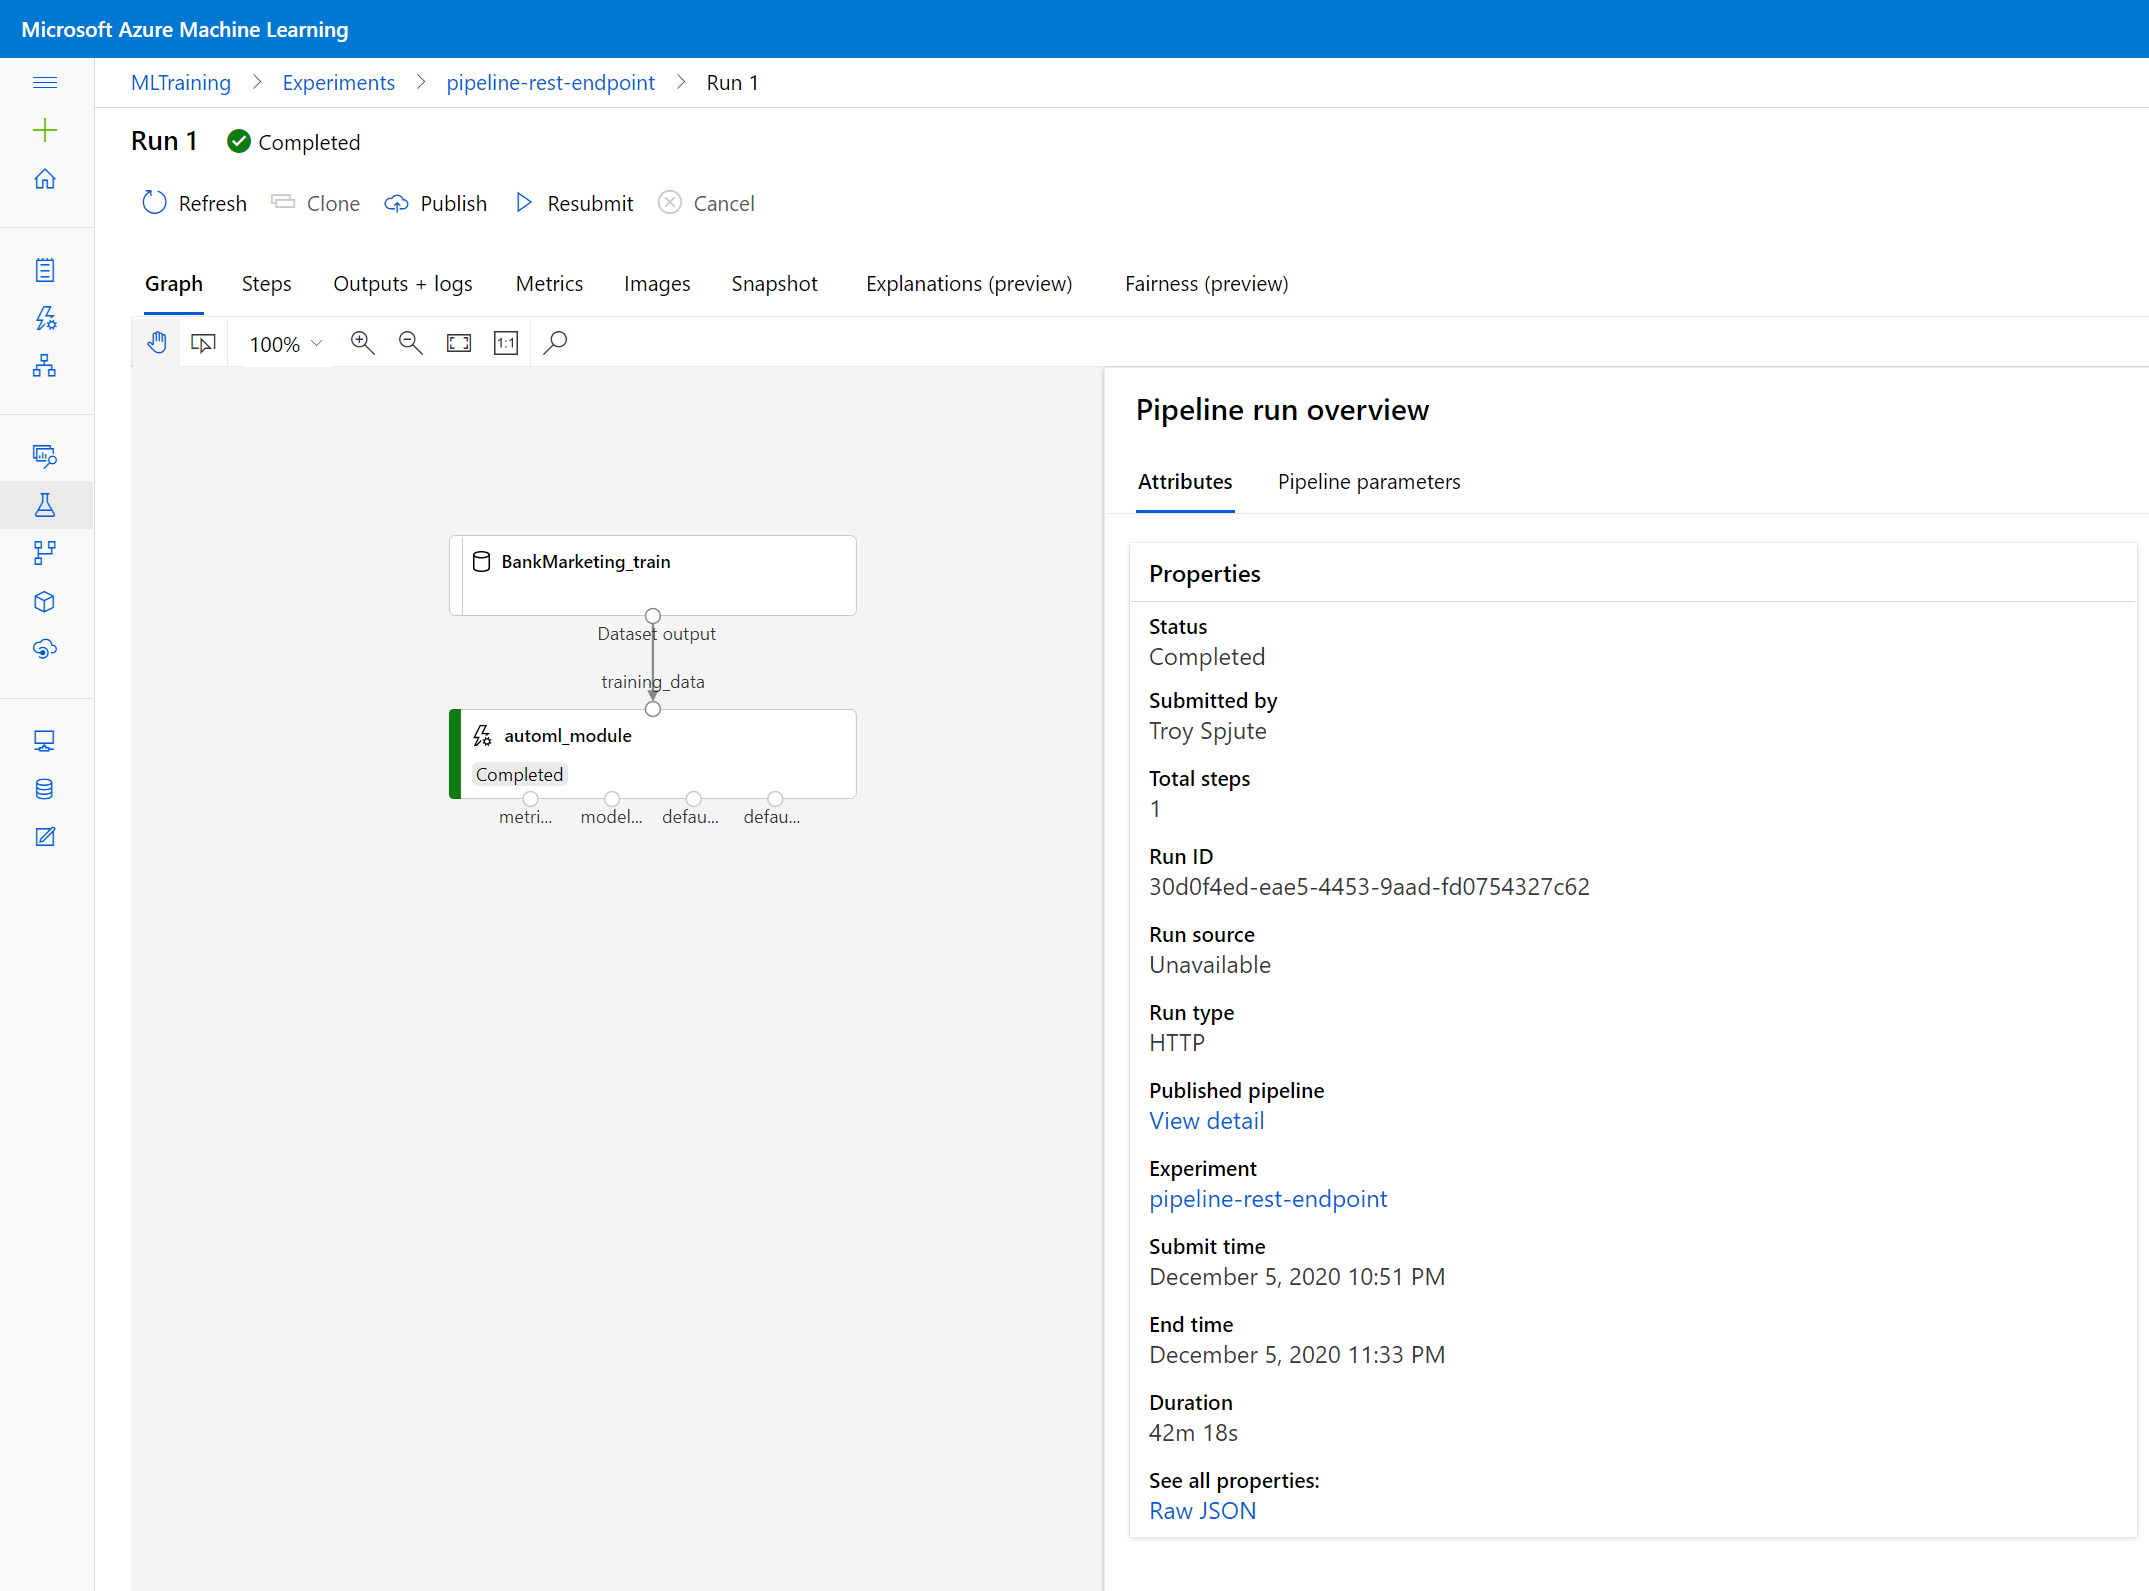 Microsoft Azure Machine Learning
MLTraining > Experiments > pipeline-rest-endpoint > Run 1
Run 1 Completed
Refresh Clone Publish Resubmit Cancel
Graph Steps Outputs + logs Metrics Images Snapshot Explanations (preview) Fairness (preview)
100% 1:1
BankMarketing_train
Dataset output
training_data
automl_module
Completed
metri... model... defau... defau...
Pipeline run overview
Attributes Pipeline parameters
Properties
Status
Completed
Submitted by
Troy Spjute
Total steps
1
Run ID
30d0f4ed-eae5-4453-9aad-fd0754327c62
Run source
Unavailable
Run type
HTTP
Published pipeline
View detail
Experiment
pipeline-rest-endpoint
Submit time
December 5, 2020 10:51 PM
End time
December 5, 2020 11:33 PM
Duration
42m 18s
See all properties:
Raw JSON